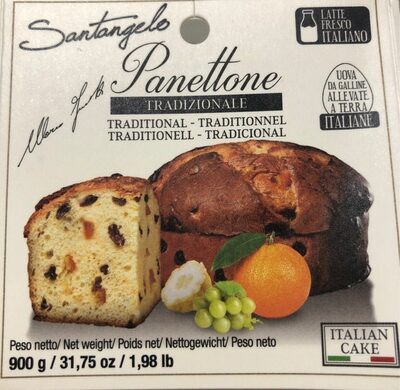 Santangelo
Panettone
TRADIZIONALE
TRADITIONAL - TRADITIONNEL
TRADITIONELL - TRADICIONAL
LATTE
FRESCO
ITALIANO
UOVA
DA GALLINE
ALLEVATE
A TERRA
ITALIANE
Peso netto/ Net weight/ Poids net/ Nettogewicht/ Peso neto
900 g / 31,75 oz / 1,98 lb
ITALIAN
CAKE